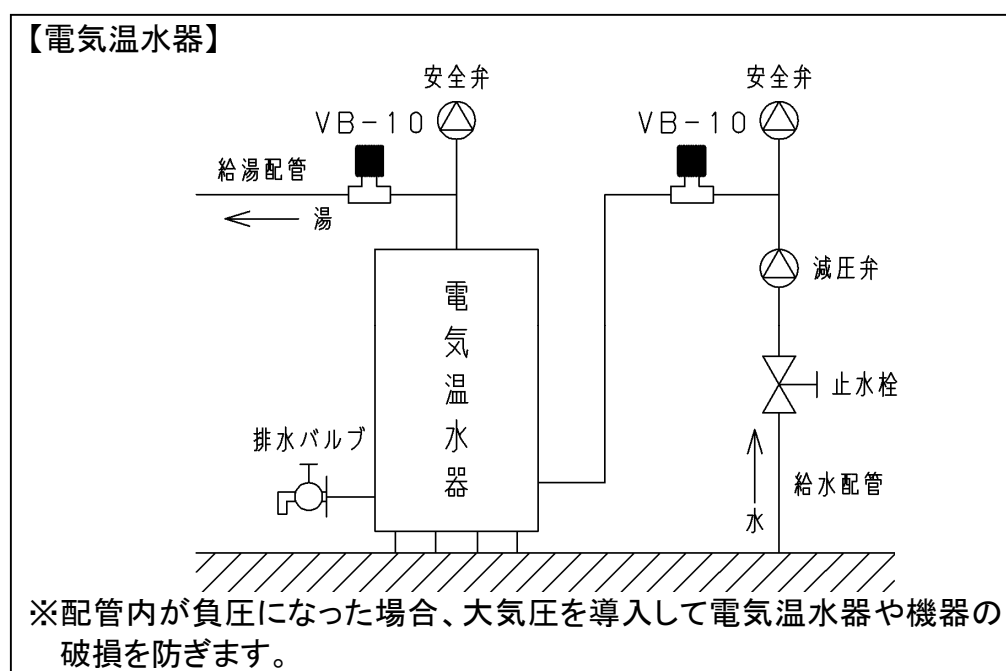 【電気温水器】
安全弁
安全弁
VB-10
VB-10
給湯配管
湯
減圧弁
電気温水器
止水栓
排水バルブ
給水配管
水
※配管内が負圧になった場合、大気圧を導入して電気温水器や機器の
破損を防ぎます。